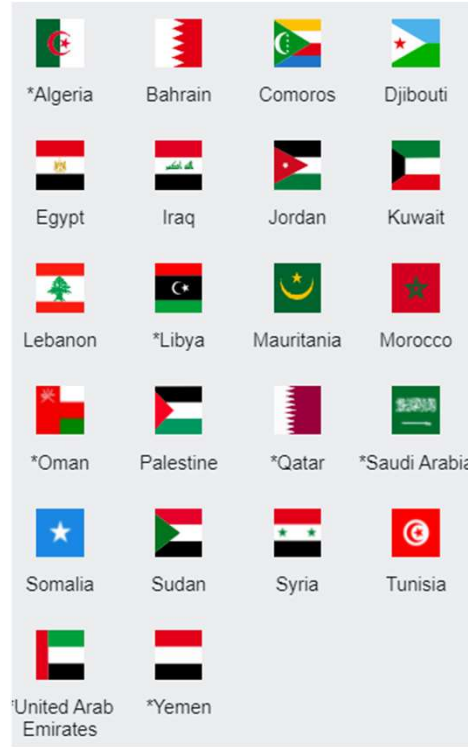 *Algeria Bahrain Comoros Djibouti
Egypt Iraq Jordan Kuwait
Lebanon *Libya Mauritania Morocco
*Oman Palestine *Qatar *Saudi Arabia
Somalia Sudan Syria Tunisia
*United Arab Emirates *Yemen